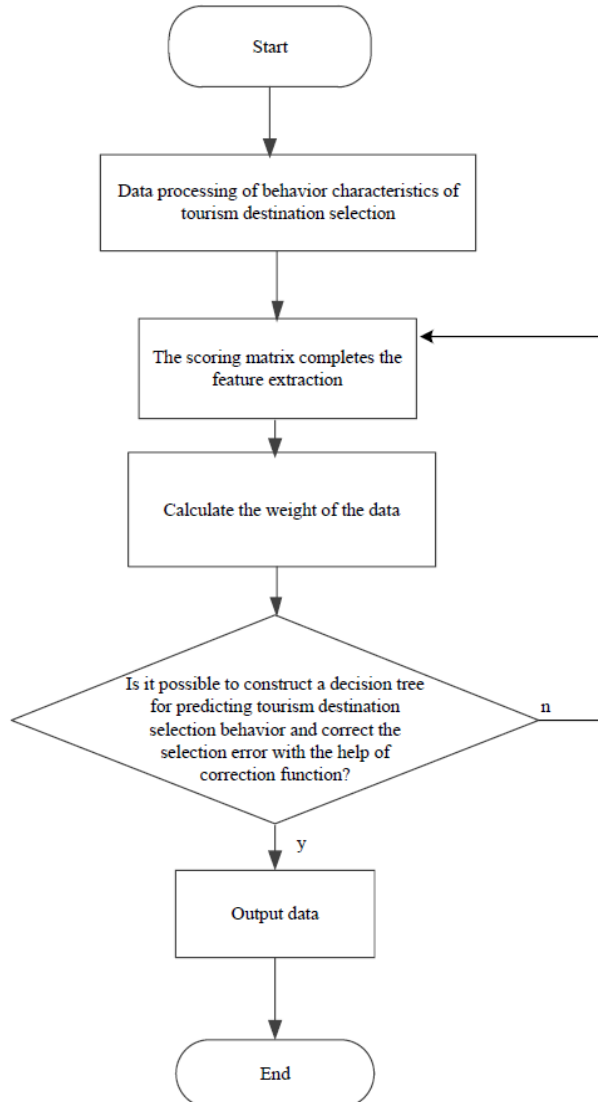 Start
Data processing of behavior characteristics of
tourism destination selection
The scoring matrix completes the
feature extraction
Calculate the weight of the data
Is it possible to construct a decision tree
for predicting tourism destination
selection behavior and correct the
selection error with the help of
correction function?
n
y
Output data
End